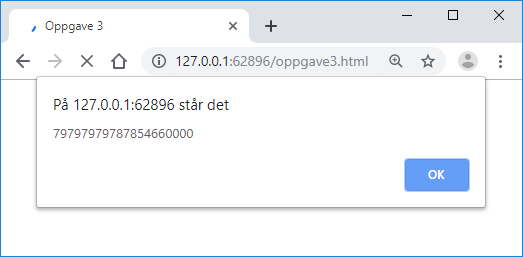 Oppgave 3
127.0.0.1:62896/oppgave3.html
På 127.0.0.1:62896 står det
79797979787854660000
OK